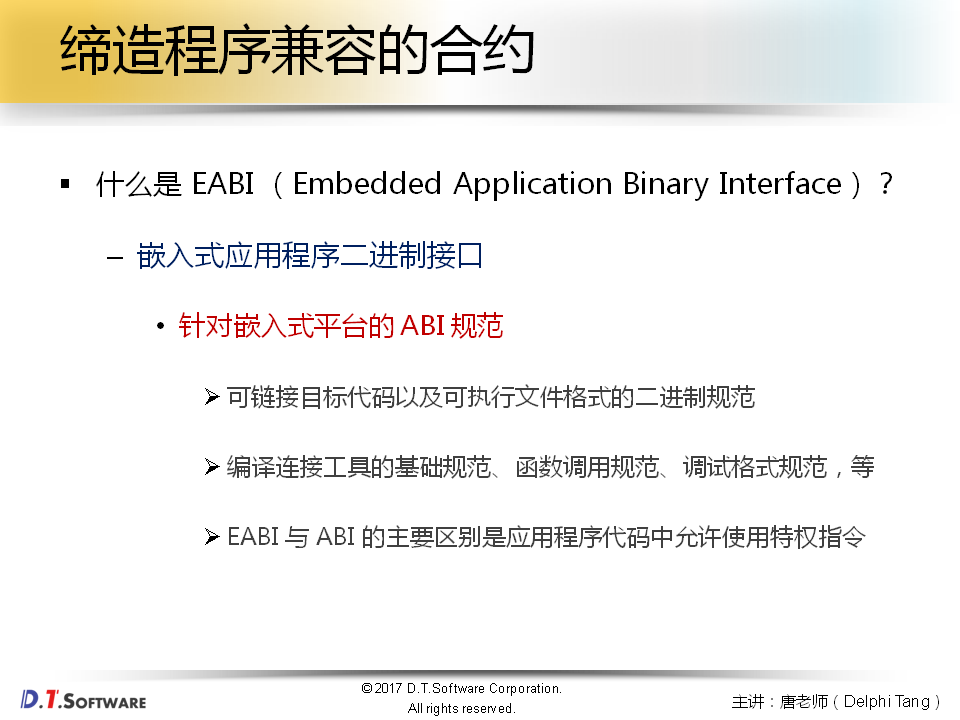 缔造程序兼容的合约
▪ 什么是 EABI （Embedded Application Binary Interface）？
– 嵌入式应用程序二进制接口
• 针对嵌入式平台的 ABI 规范
➢ 可链接目标代码以及可执行文件格式的二进制规范
➢ 编译连接工具的基础规范、函数调用规范、调试格式规范，等
➢ EABI 与 ABI 的主要区别是应用程序代码中允许使用特权指令
D.T.SOFTWARE
©2017 D.T.Software Corporation.
All rights reserved.
主讲：唐老师（Delphi Tang）